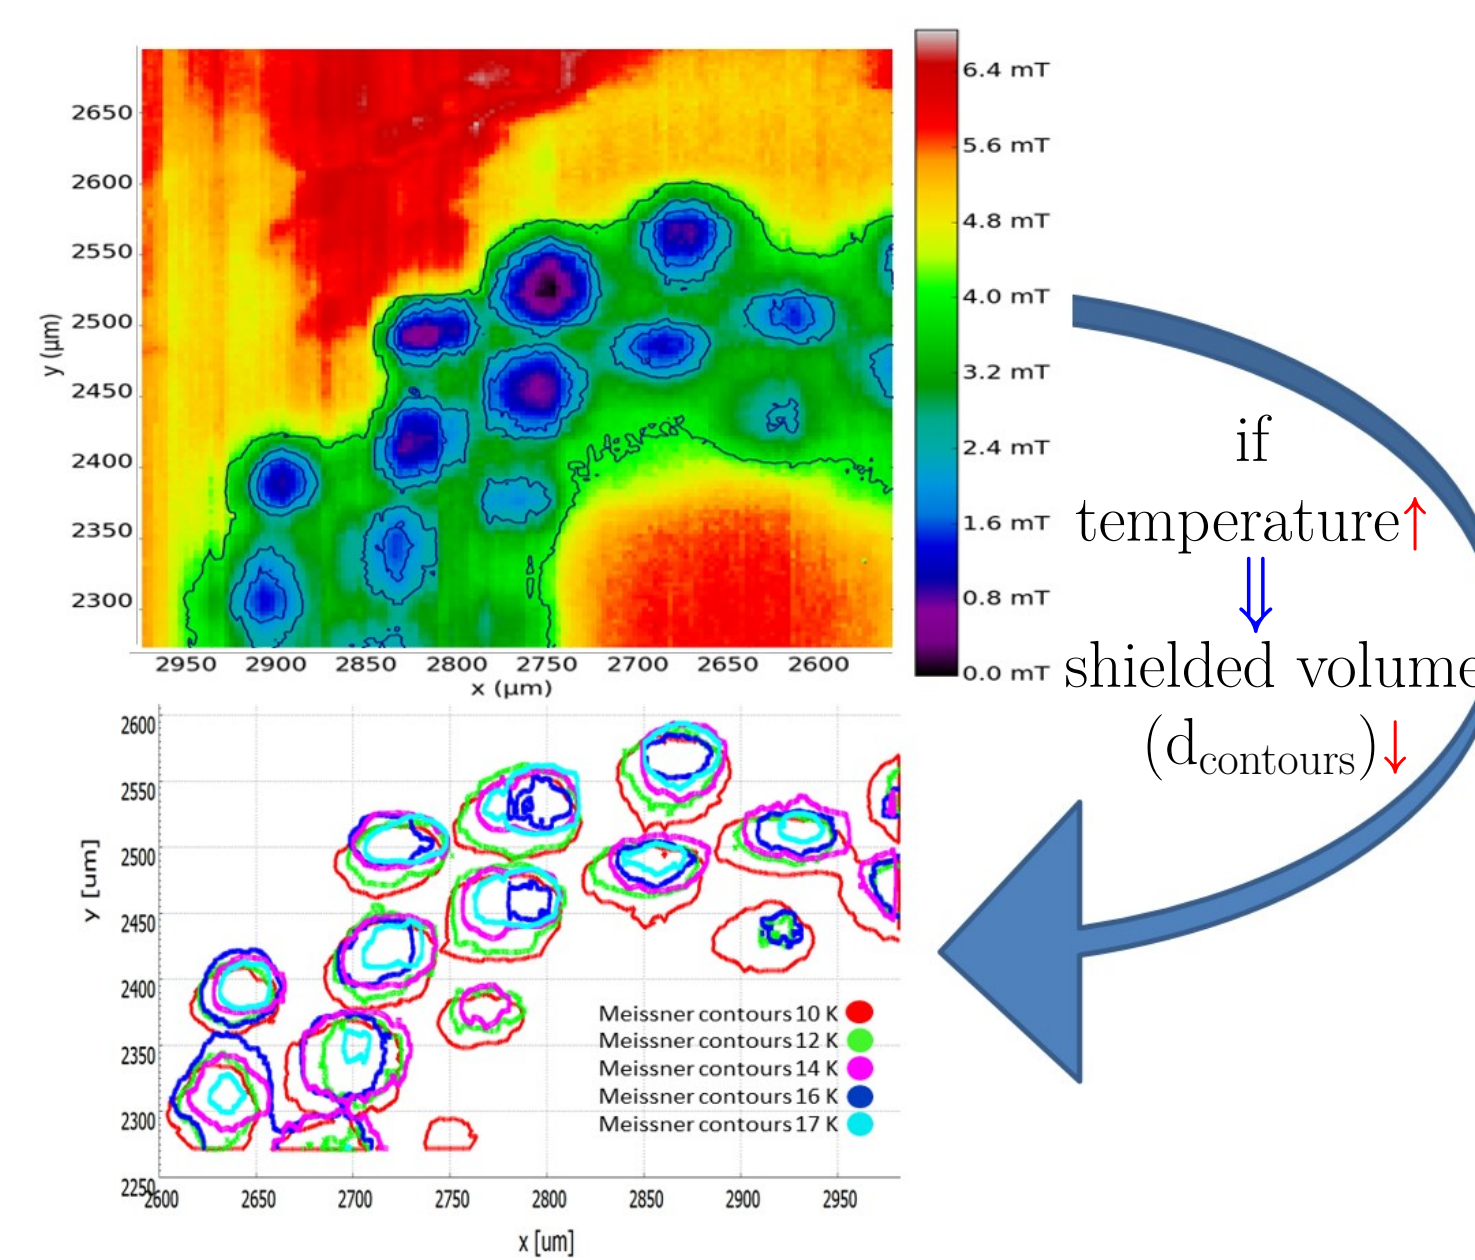 6.4 mT
5.6 mT
4.8 mT
4.0 mT
3.2 mT
2.4 mT
1.6 mT
0.8 mT
0.0 mT
y (µm)
2650
2600
2550
2500
2450
2400
2350
2300
2950 2900 2850 2800 2750 2700 2650 2600
x (µm)
if
temperature↑
⇓
shielded volume
(dcontours)↓
y [um]
2600
2550
2500
2450
2400
2350
2300
2250
2600 2650 2700 2750 2800 2850 2900 2950
x [um]
Meissner contours 10 K
Meissner contours 12 K
Meissner contours 14 K
Meissner contours 16 K
Meissner contours 17 K